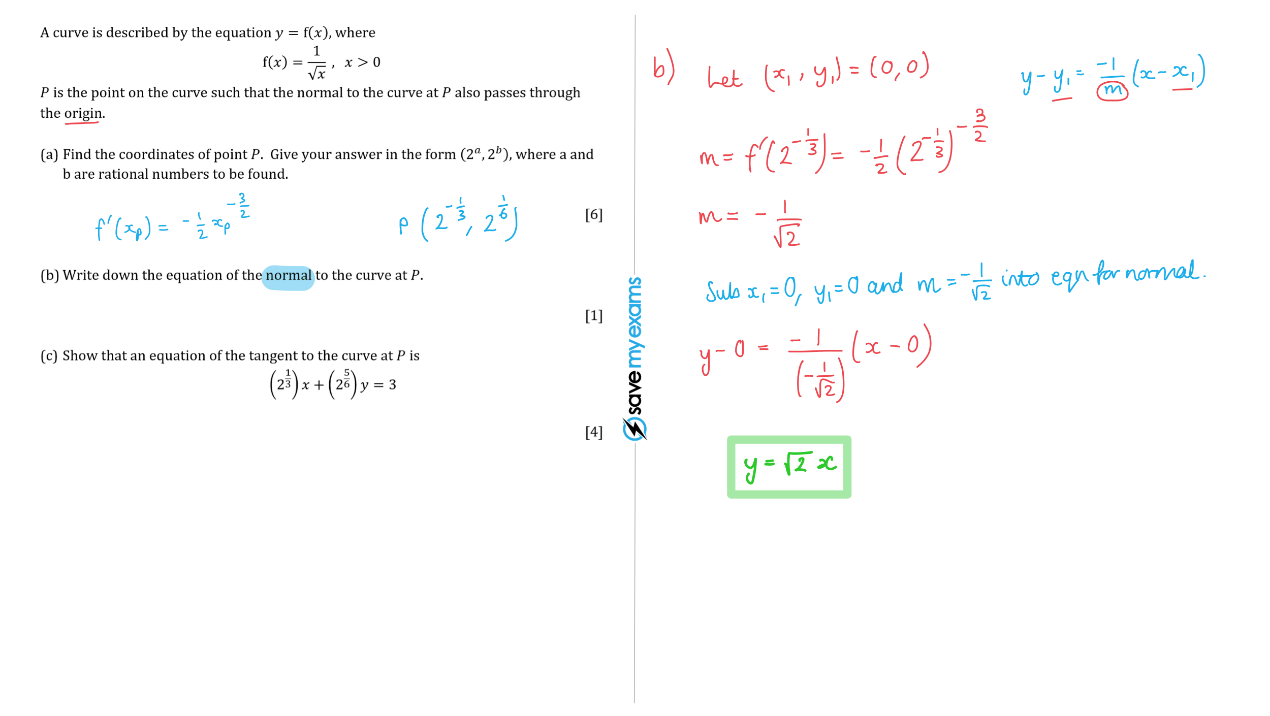 A curve is described by the equation y = f(x), where
f(x) = 1/√x , x > 0
P is the point on the curve such that the normal to the curve at P also passes through
the origin.
(a) Find the coordinates of point P. Give your answer in the form (2^a, 2^b), where a and
b are rational numbers to be found.
f'(x_p) = -1/2 x_p^(-3/2)
P (2^(-1/3), 2^(1/6))
[6]
(b) Write down the equation of the normal to the curve at P.
[1]
(c) Show that an equation of the tangent to the curve at P is
(2^(1/3)) x + (2^(5/6)) y = 3
[4]
save my exams
b) Let (x₁, y₁) = (0, 0)
y - y₁ = -1/m (x - x₁)
m = f'(2^(-1/3)) = -1/2 (2^(-1/3))^(-3/2)
m = -1/√2
Sub x₁ = 0, y₁ = 0 and m = -1/√2 into eqn for normal.
y - 0 = -1/(-1/√2) (x - 0)
y = √2 x